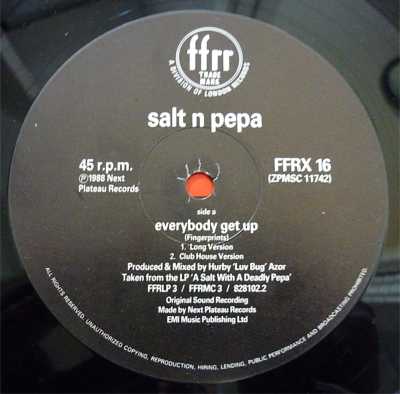 ffrr
TRADE
MARK
A DIVISION OF LONDON RECORDS
salt n pepa
45 r.p.m.
℗1988 Next
Plateau Records
FFRX 16
(ZPMSC 11742)
side a
everybody get up
(Fingerprints)
1. Long Version
2. Club House Version
Produced & Mixed by Hurby 'Luv Bug' Azor
Taken from the LP 'A Salt With A Deadly Pepa'
FFRLP 3 / FFRMC 3 / 828102.2
Original Sound Recording
Made by Next Plateau Records
EMI Music Publishing Ltd
ALL RIGHTS RESERVED. UNAUTHORIZED COPYING, REPRODUCTION, HIRING, LENDING, PUBLIC PERFORMANCE AND BROADCASTING PROHIBITED.